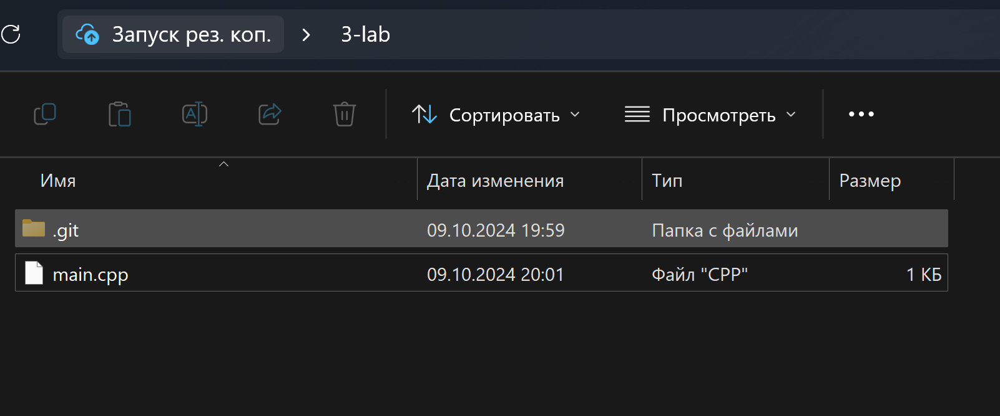 Запуск рез. коп. > 3-lab
Сортировать Просмотреть
Имя Дата изменения Тип Размер
.git 09.10.2024 19:59 Папка с файлами
main.cpp 09.10.2024 20:01 Файл "CPP" 1 КБ